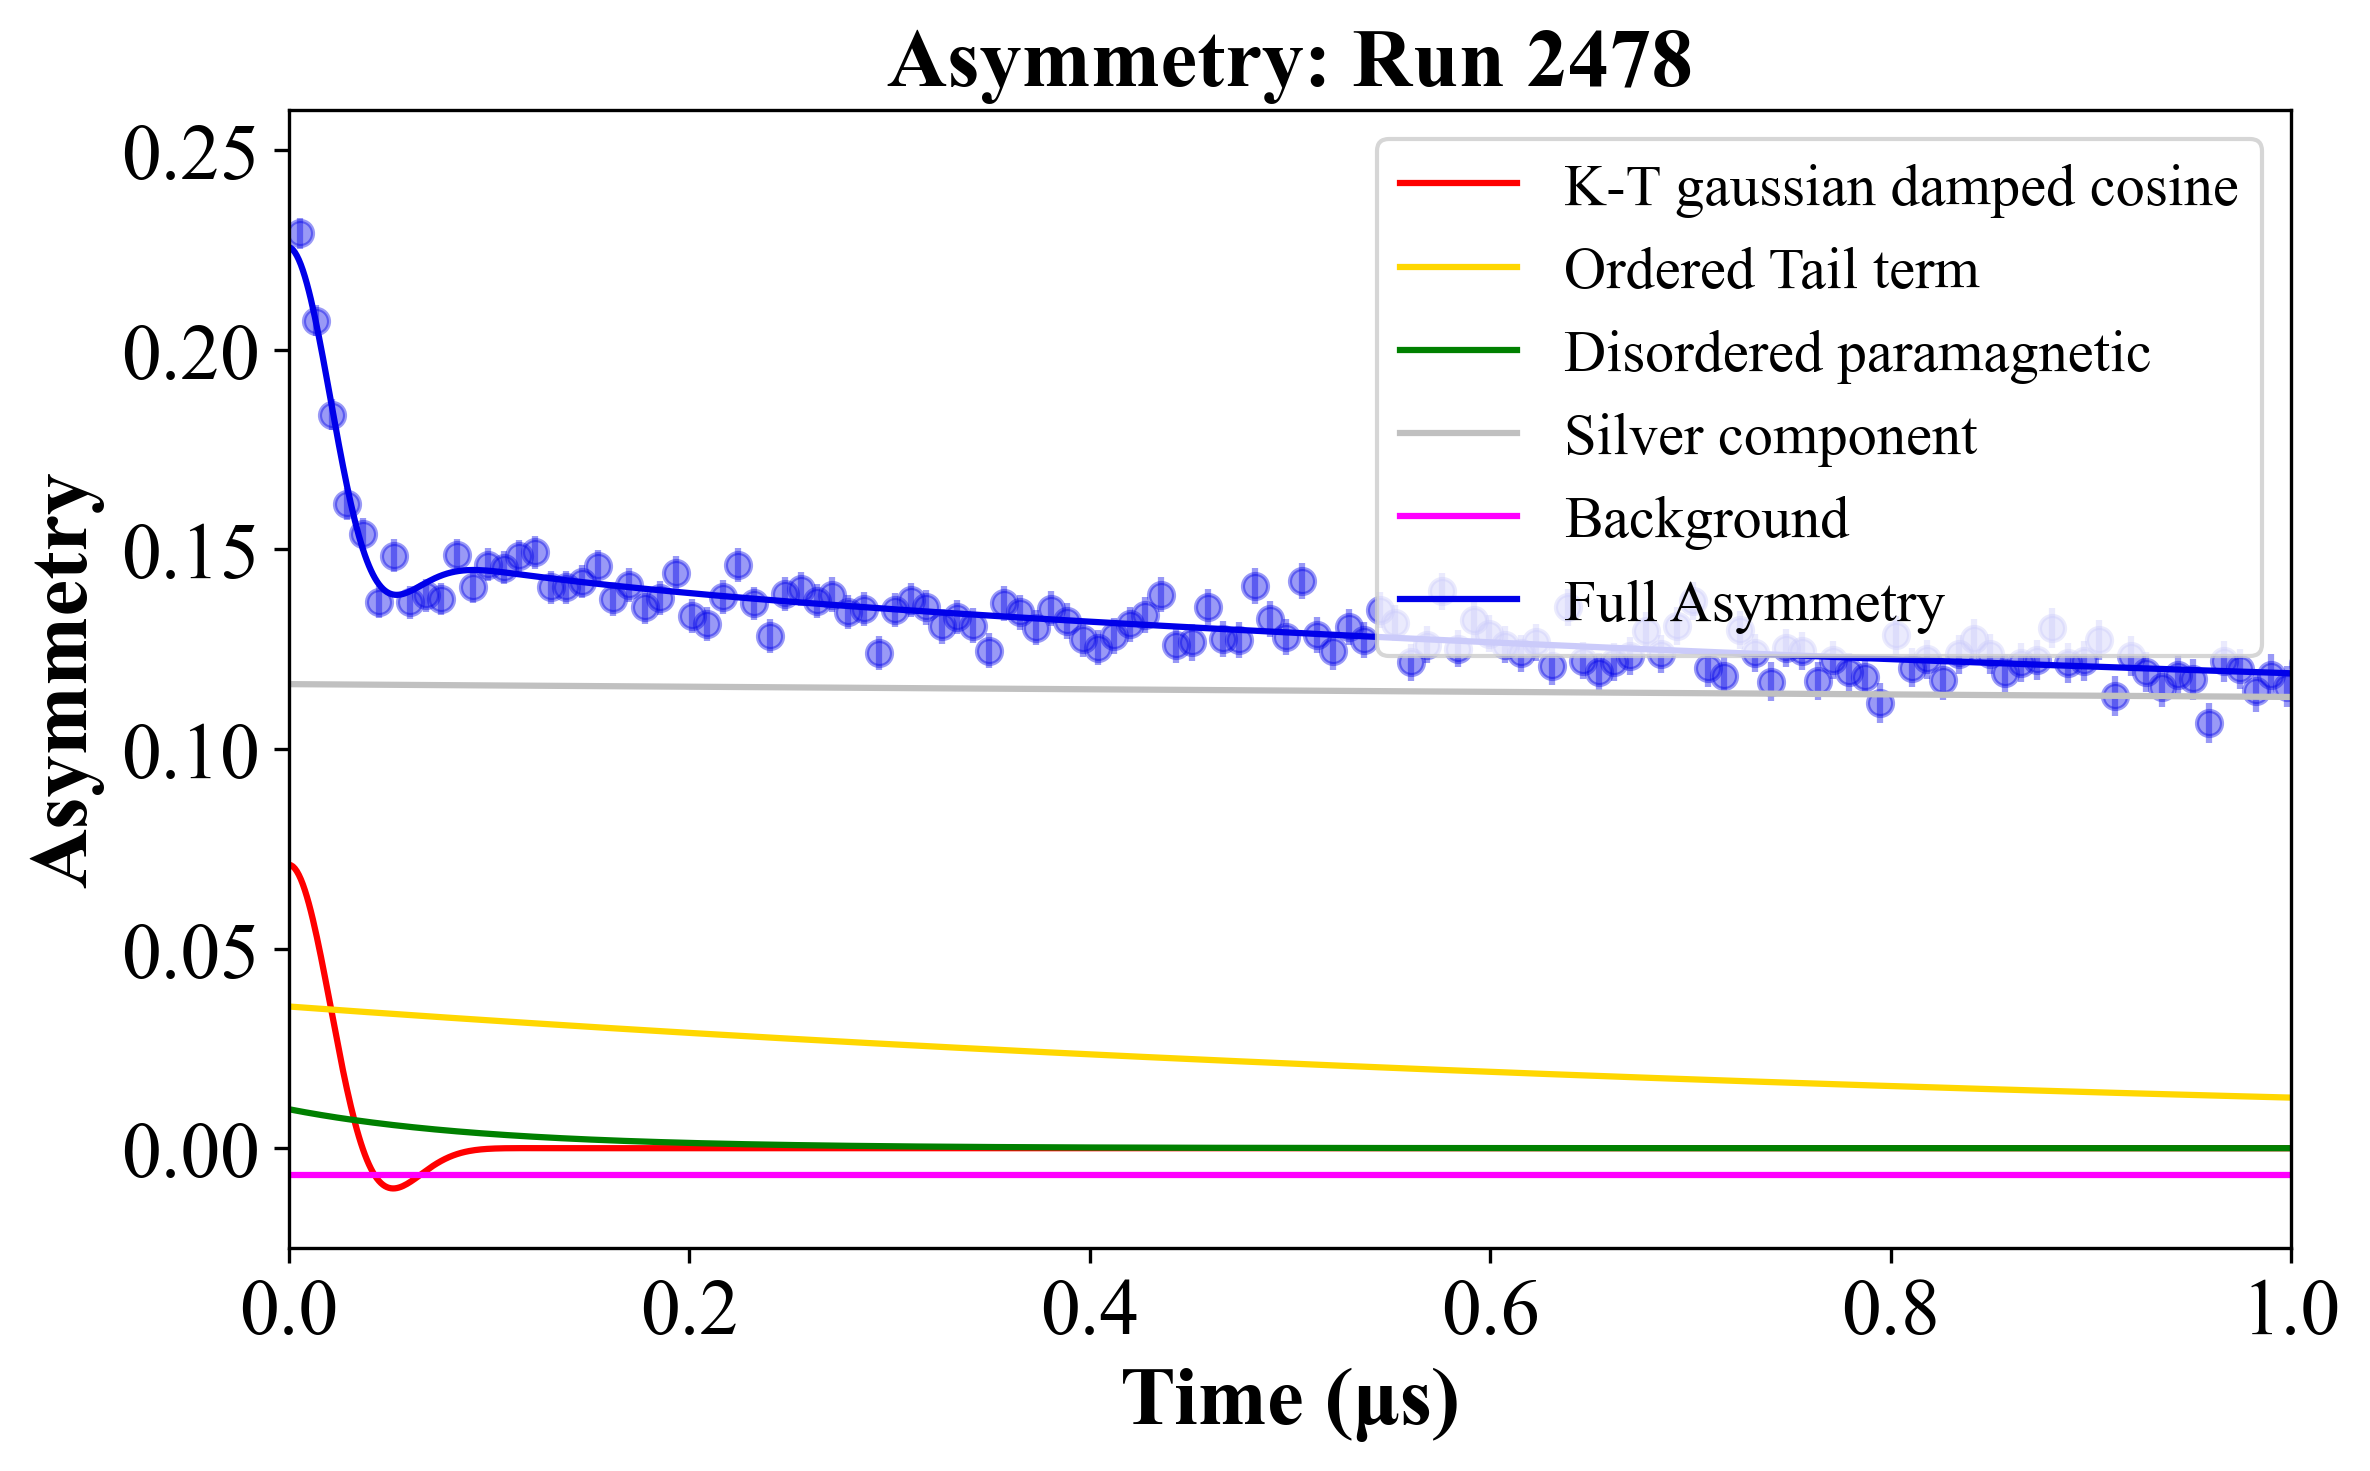 Asymmetry: Run 2478
0.25
0.20
0.15
0.10
0.05
0.00
Asymmetry
K-T gaussian damped cosine
Ordered Tail term
Disordered paramagnetic
Silver component
Background
Full Asymmetry
0.0 0.2 0.4 0.6 0.8 1.0
Time (μs)